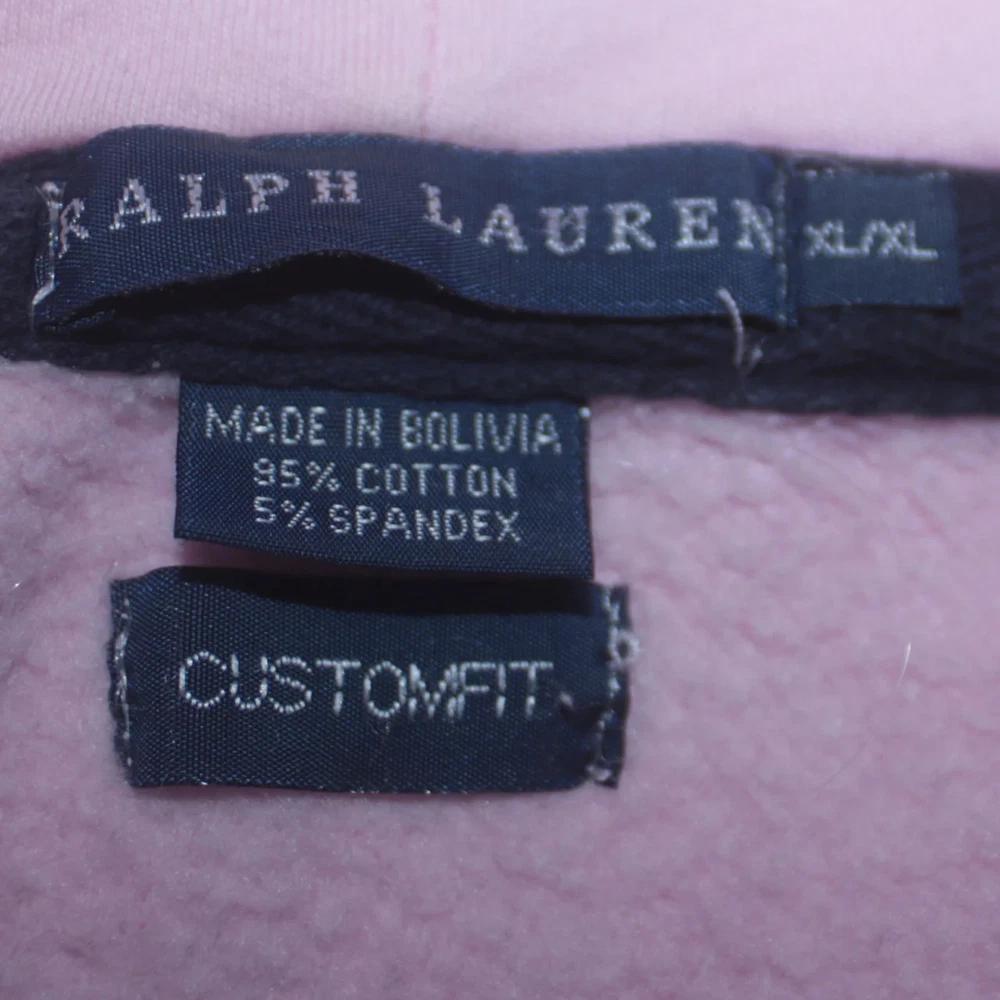 RALPH LAUREN
XL/XL
MADE IN BOLIVIA
95% COTTON
5% SPANDEX
CUSTOMFIT